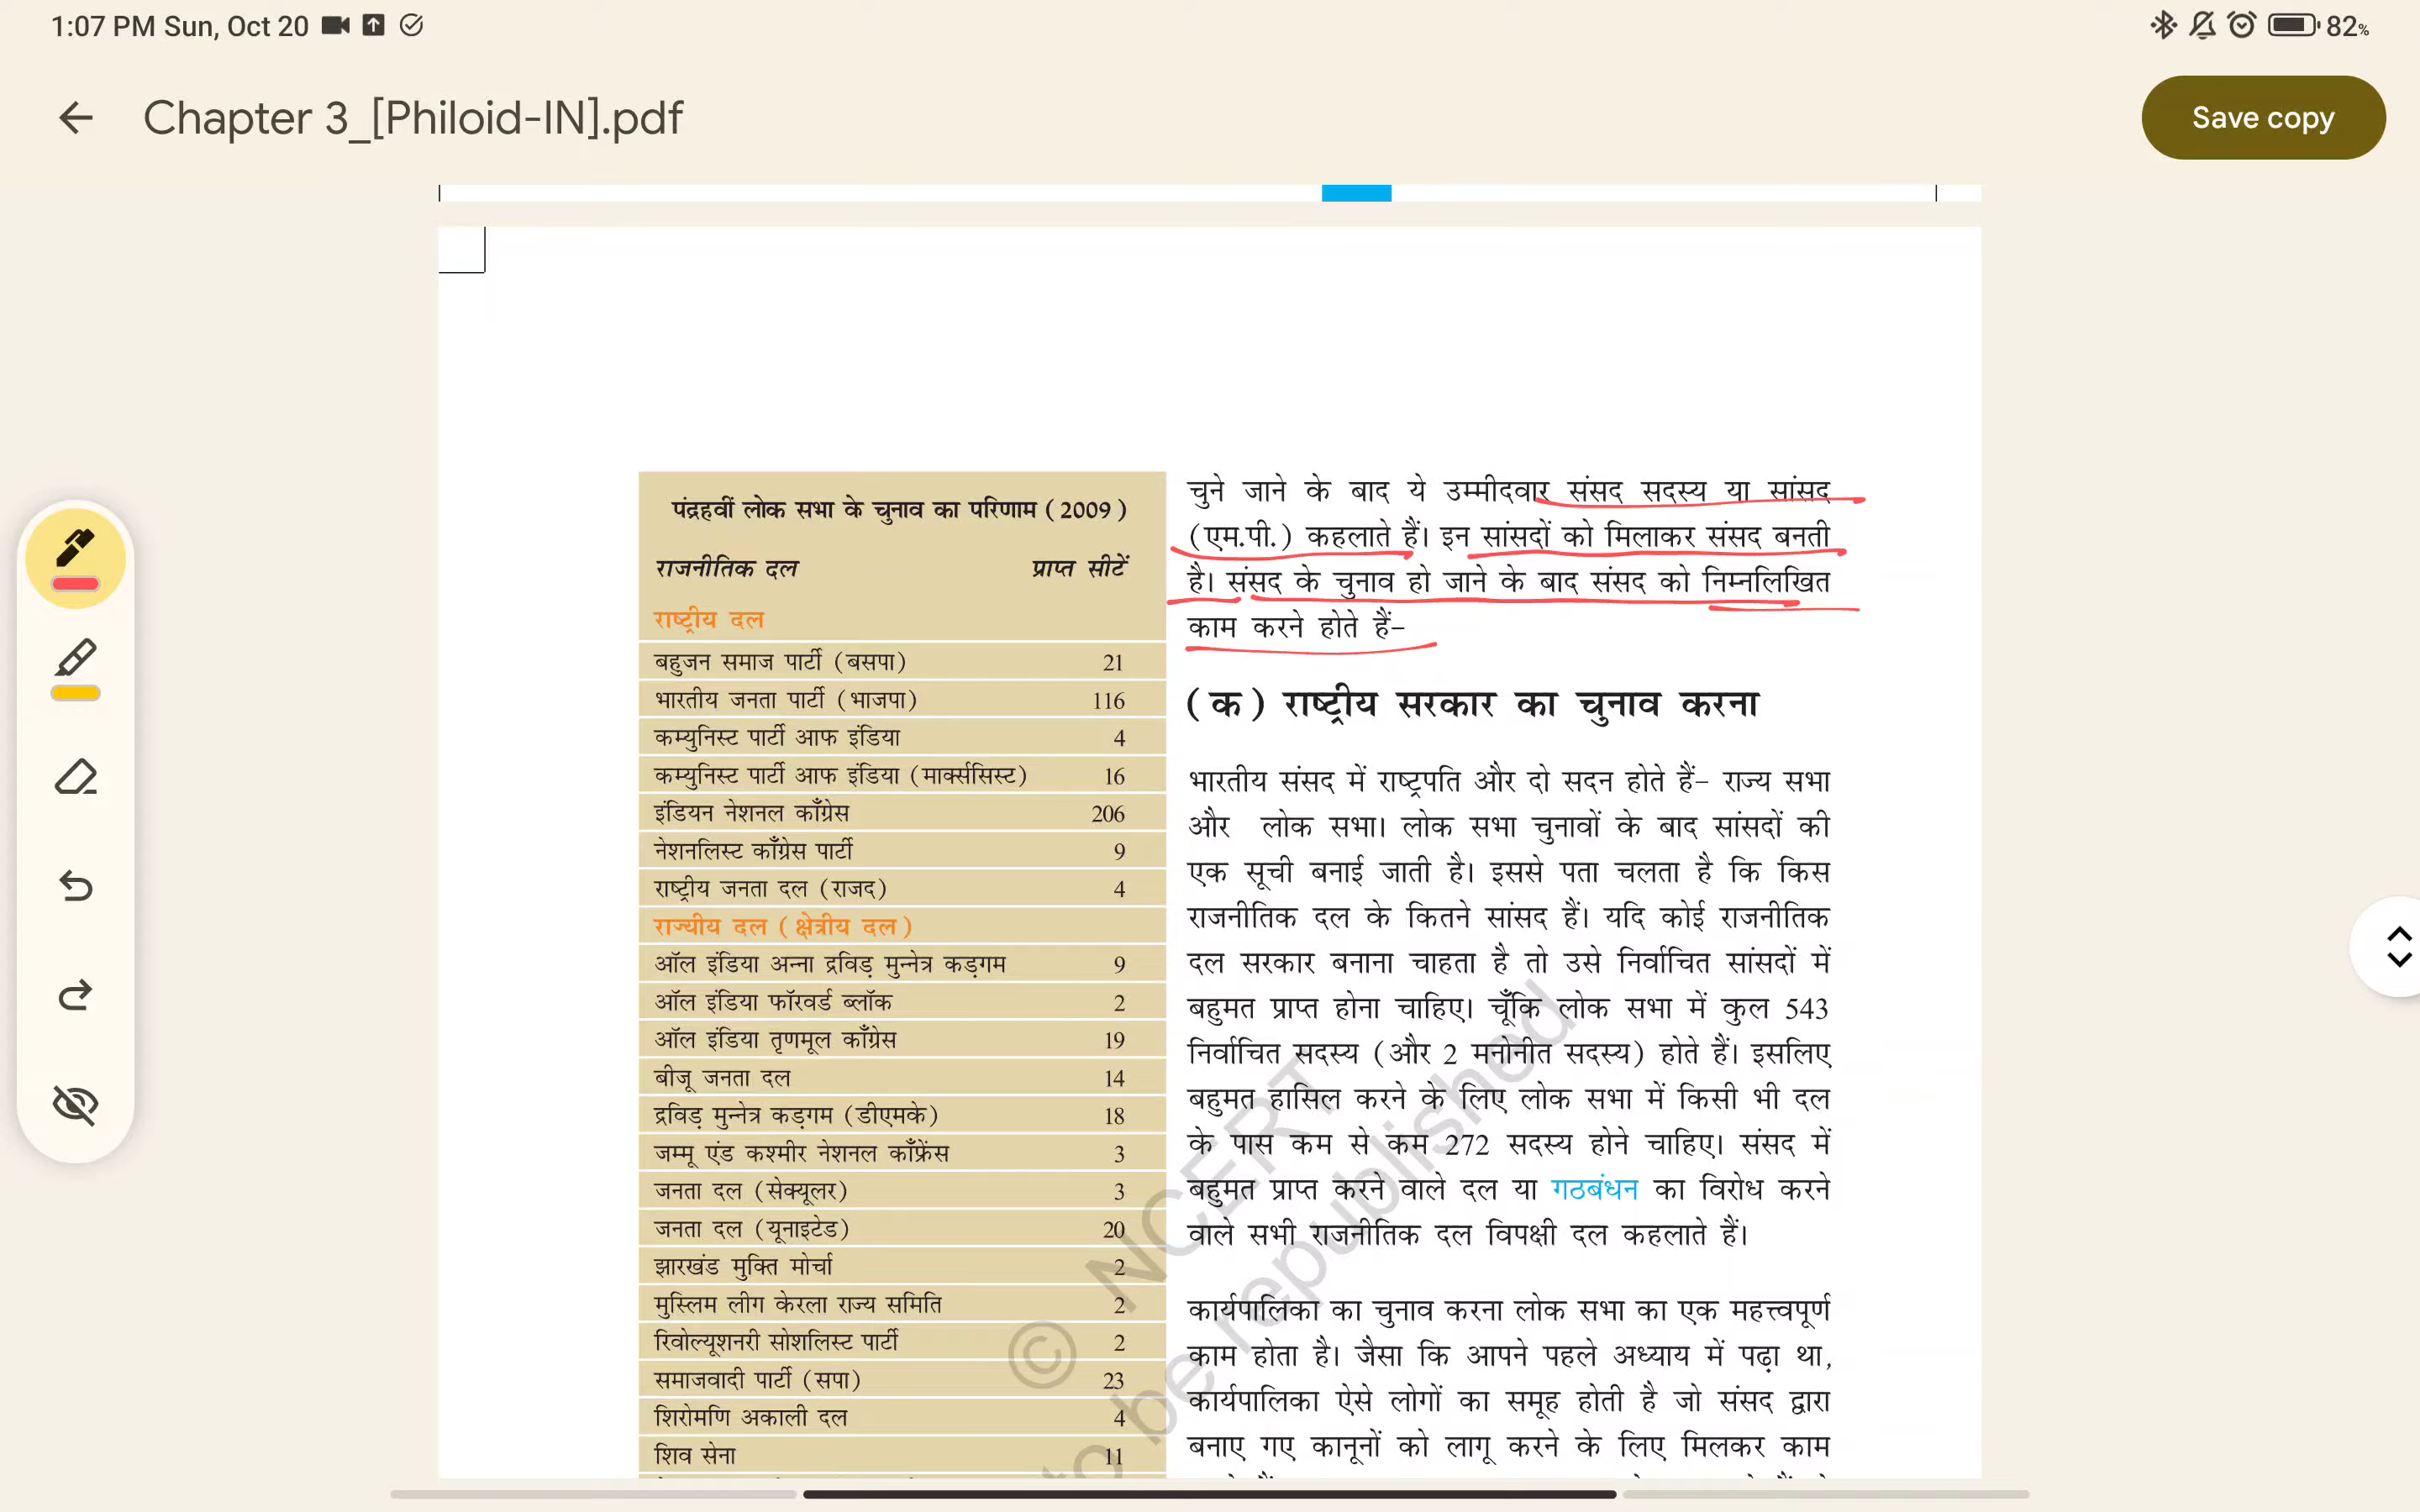 1:07 PM Sun, Oct 20
82%
Chapter 3_[Philoid-IN].pdf
Save copy
पंद्रहवीं लोक सभा के चुनाव का परिणाम (2009)
राजनीतिक दल प्राप्त सीटें
राष्ट्रीय दल
बहुजन समाज पार्टी (बसपा) 21
भारतीय जनता पार्टी (भाजपा) 116
कम्युनिस्ट पार्टी आफ इंडिया 4
कम्युनिस्ट पार्टी आफ इंडिया (मार्क्ससिस्ट) 16
इंडियन नेशनल काँग्रेस 206
नेशनलिस्ट काँग्रेस पार्टी 9
राष्ट्रीय जनता दल (राजद) 4
राज्यीय दल (क्षेत्रीय दल)
ऑल इंडिया अन्ना द्रविड़ मुन्नेत्र कड़गम 9
ऑल इंडिया फॉरवर्ड ब्लॉक 2
ऑल इंडिया तृणमूल काँग्रेस 19
बीजू जनता दल 14
द्रविड़ मुन्नेत्र कड़गम (डीएमके) 18
जम्मू एंड कश्मीर नेशनल काँफ्रेंस 3
जनता दल (सेक्यूलर) 3
जनता दल (यूनाइटेड) 20
झारखंड मुक्ति मोर्चा 2
मुस्लिम लीग केरला राज्य समिति 2
रिवोल्यूशनरी सोशलिस्ट पार्टी 2
समाजवादी पार्टी (सपा) 23
शिरोमणि अकाली दल 4
शिव सेना 11
चुने जाने के बाद ये उम्मीदवार संसद सदस्य या सांसद
(एम.पी.) कहलाते हैं। इन सांसदों को मिलाकर संसद बनती
है। संसद के चुनाव हो जाने के बाद संसद को निम्नलिखित
काम करने होते हैं–
(क) राष्ट्रीय सरकार का चुनाव करना
भारतीय संसद में राष्ट्रपति और दो सदन होते हैं– राज्य सभा
और लोक सभा। लोक सभा चुनावों के बाद सांसदों की
एक सूची बनाई जाती है। इससे पता चलता है कि किस
राजनीतिक दल के कितने सांसद हैं। यदि कोई राजनीतिक
दल सरकार बनाना चाहता है तो उसे निर्वाचित सांसदों में
बहुमत प्राप्त होना चाहिए। चूँकि लोक सभा में कुल 543
निर्वाचित सदस्य (और 2 मनोनीत सदस्य) होते हैं। इसलिए
बहुमत हासिल करने के लिए लोक सभा में किसी भी दल
के पास कम से कम 272 सदस्य होने चाहिए। संसद में
बहुमत प्राप्त करने वाले दल या गठबंधन का विरोध करने
वाले सभी राजनीतिक दल विपक्षी दल कहलाते हैं।
कार्यपालिका का चुनाव करना लोक सभा का एक महत्त्वपूर्ण
काम होता है। जैसा कि आपने पहले अध्याय में पढ़ा था,
कार्यपालिका ऐसे लोगों का समूह होती है जो संसद द्वारा
बनाए गए कानूनों को लागू करने के लिए मिलकर काम
© NCERT
to be republished